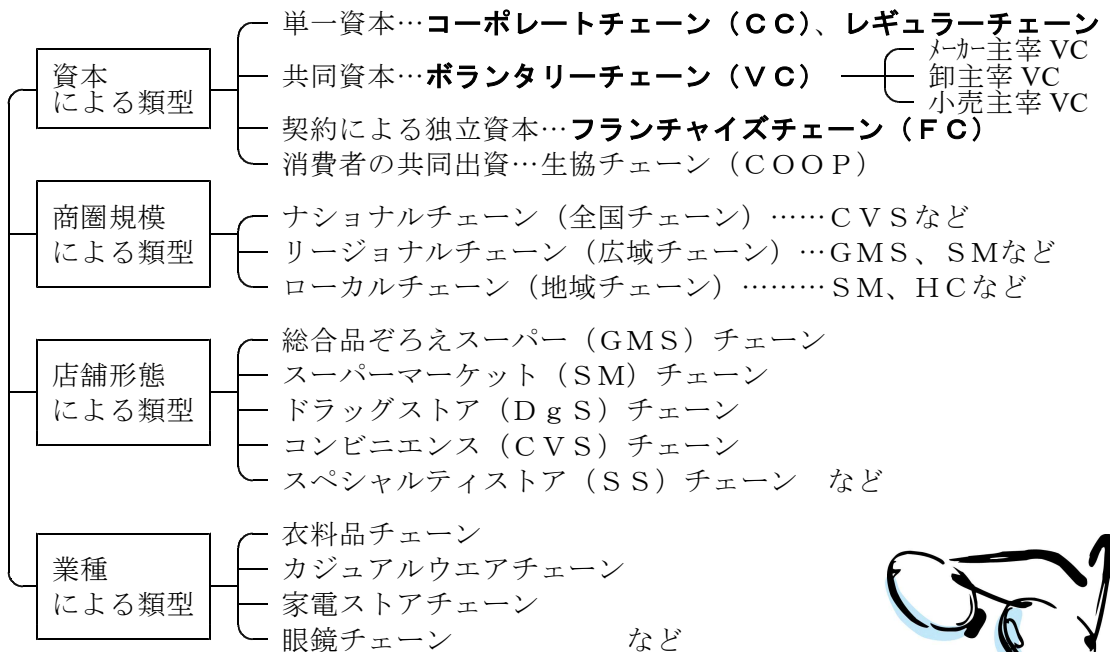 単一資本…コーポレートチェーン（ＣＣ）、レギュラーチェーン
資本
による類型
共同資本…ボランタリーチェーン（ＶＣ）
メーカー主宰 VC
卸主宰 VC
小売主宰 VC
契約による独立資本…フランチャイズチェーン（ＦＣ）
消費者の共同出資…生協チェーン（ＣＯＯＰ）
商圏規模
による類型
ナショナルチェーン（全国チェーン）……ＣＶＳなど
リージョナルチェーン（広域チェーン）…ＧＭＳ、ＳＭなど
ローカルチェーン（地域チェーン）………ＳＭ、ＨＣなど
店舗形態
による類型
総合品ぞろえスーパー（ＧＭＳ）チェーン
スーパーマーケット（ＳＭ）チェーン
ドラッグストア（ＤｇＳ）チェーン
コンビニエンス（ＣＶＳ）チェーン
スペシャルティストア（ＳＳ）チェーン　など
業種
による類型
衣料品チェーン
カジュアルウエアチェーン
家電ストアチェーン
眼鏡チェーン　　　　　　など